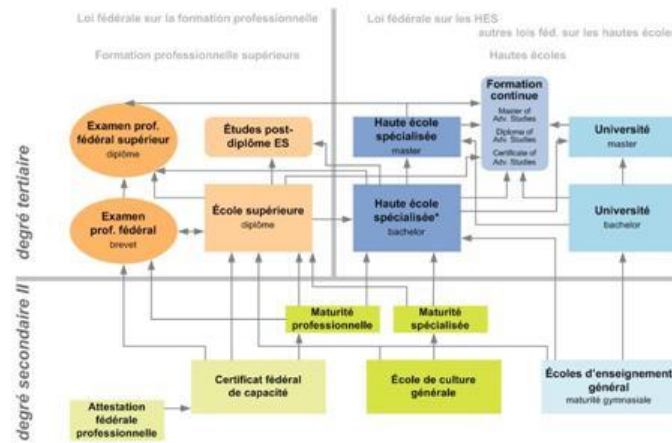 Loi fédérale sur la formation professionnelle
Loi fédérale sur les HES
autres lois féd. sur les hautes écoles
Formation professionnelle supérieure
Hautes écoles
Examen prof.
fédéral supérieur
diplôme
Études post-
diplôme ES
Haute école
spécialisée
master
Formation
continue
Master of
Adv. Studies
Diploma of
Adv. Studies
Certificate of
Adv. Studies
Université
master
degré tertiaire
Examen
prof. fédéral
brevet
École supérieure
diplôme
Haute école
spécialisée*
bachelor
Université
bachelor
degré secondaire II
Maturité
professionnelle
Maturité
spécialisée
Certificat fédéral
de capacité
École de culture
générale
Écoles d'enseignement
général
maturité gymnasiale
Attestation
fédérale
professionnelle